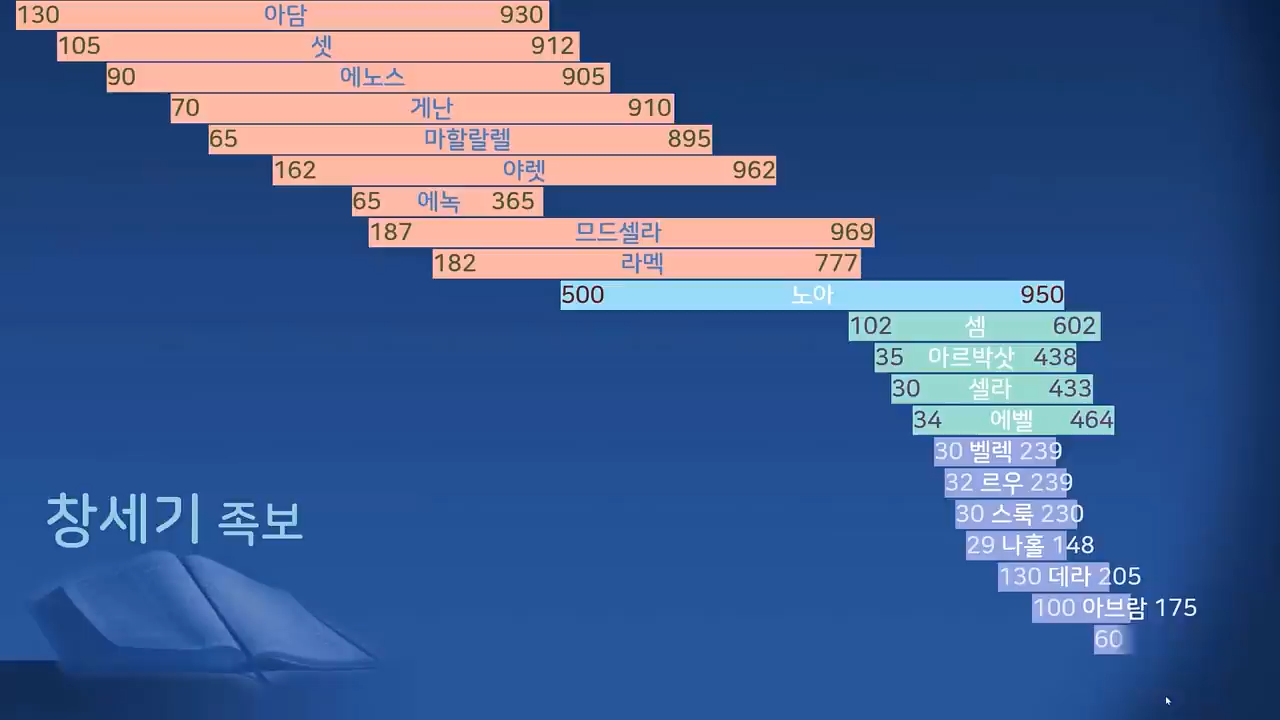 130 아담 930
105 셋 912
90 에노스 905
70 게난 910
65 마할랄렐 895
162 야렛 962
65 에녹 365
187 므드셀라 969
182 라멕 777
500 노아 950
102 셈 602
35 아르박삿 438
30 셀라 433
34 에벨 464
30 벨렉 239
32 르우 239
30 스룩 230
29 나홀 148
130 데라 205
100 아브람 175
60
창세기 족보